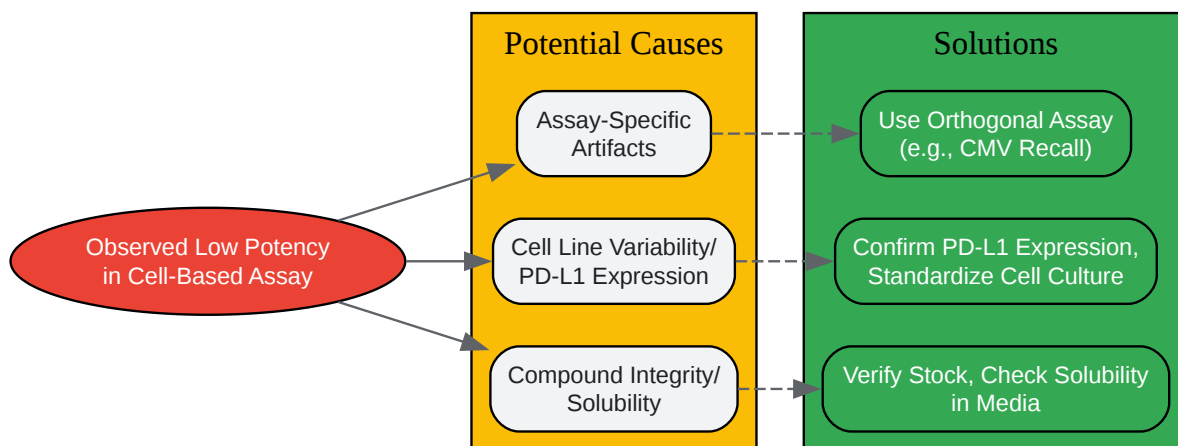 Potential Causes
Solutions
Assay-Specific
Artifacts
Use Orthogonal Assay
(e.g., CMV Recall)
Observed Low Potency
in Cell-Based Assay
Cell Line Variability/
PD-L1 Expression
Confirm PD-L1 Expression,
Standardize Cell Culture
Compound Integrity/
Solubility
Verify Stock, Check Solubility
in Media